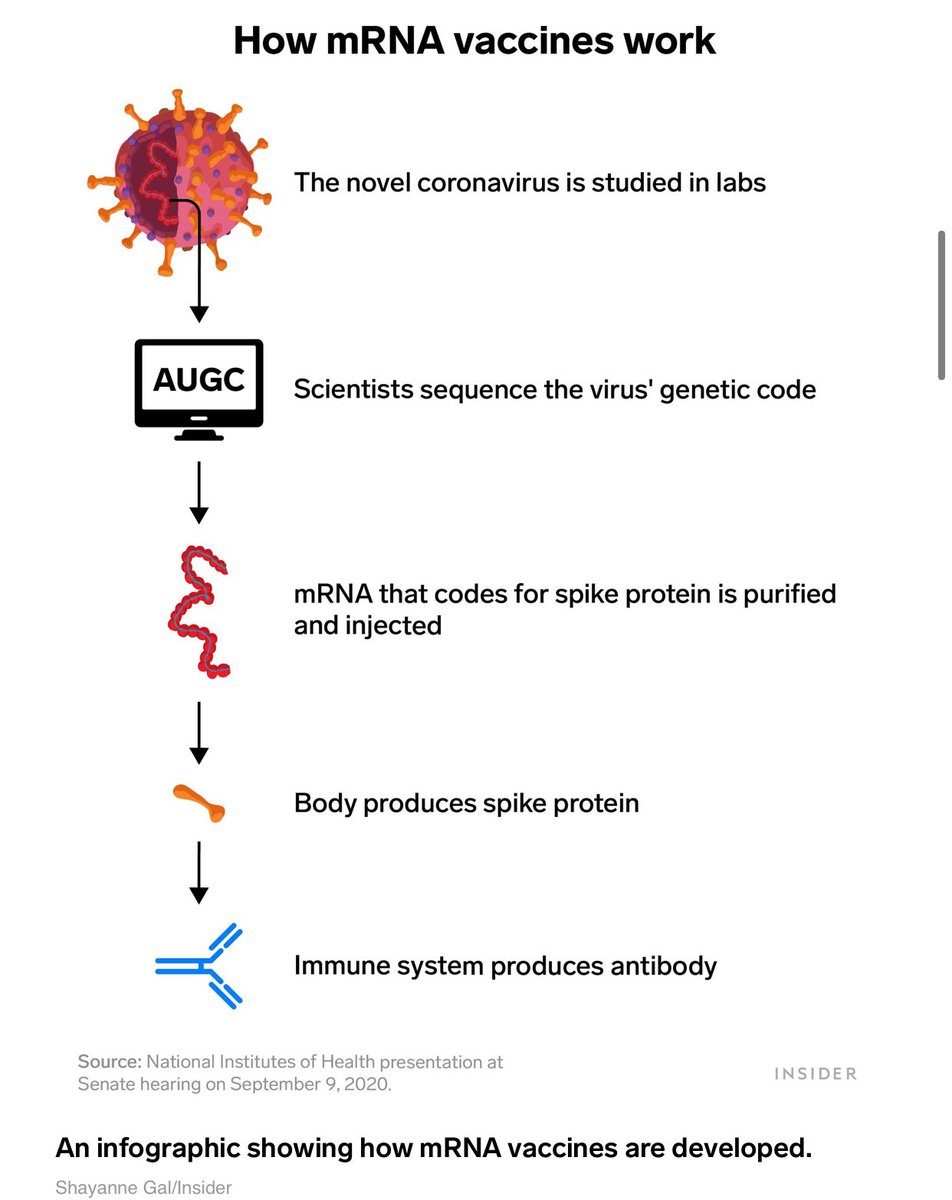 How mRNA vaccines work
The novel coronavirus is studied in labs
AUGC
Scientists sequence the virus' genetic code
mRNA that codes for spike protein is purified
and injected
Body produces spike protein
Immune system produces antibody
Source: National Institutes of Health presentation at
Senate hearing on September 9, 2020.
INSIDER
An infographic showing how mRNA vaccines are developed.
Shayanne Gal/Insider